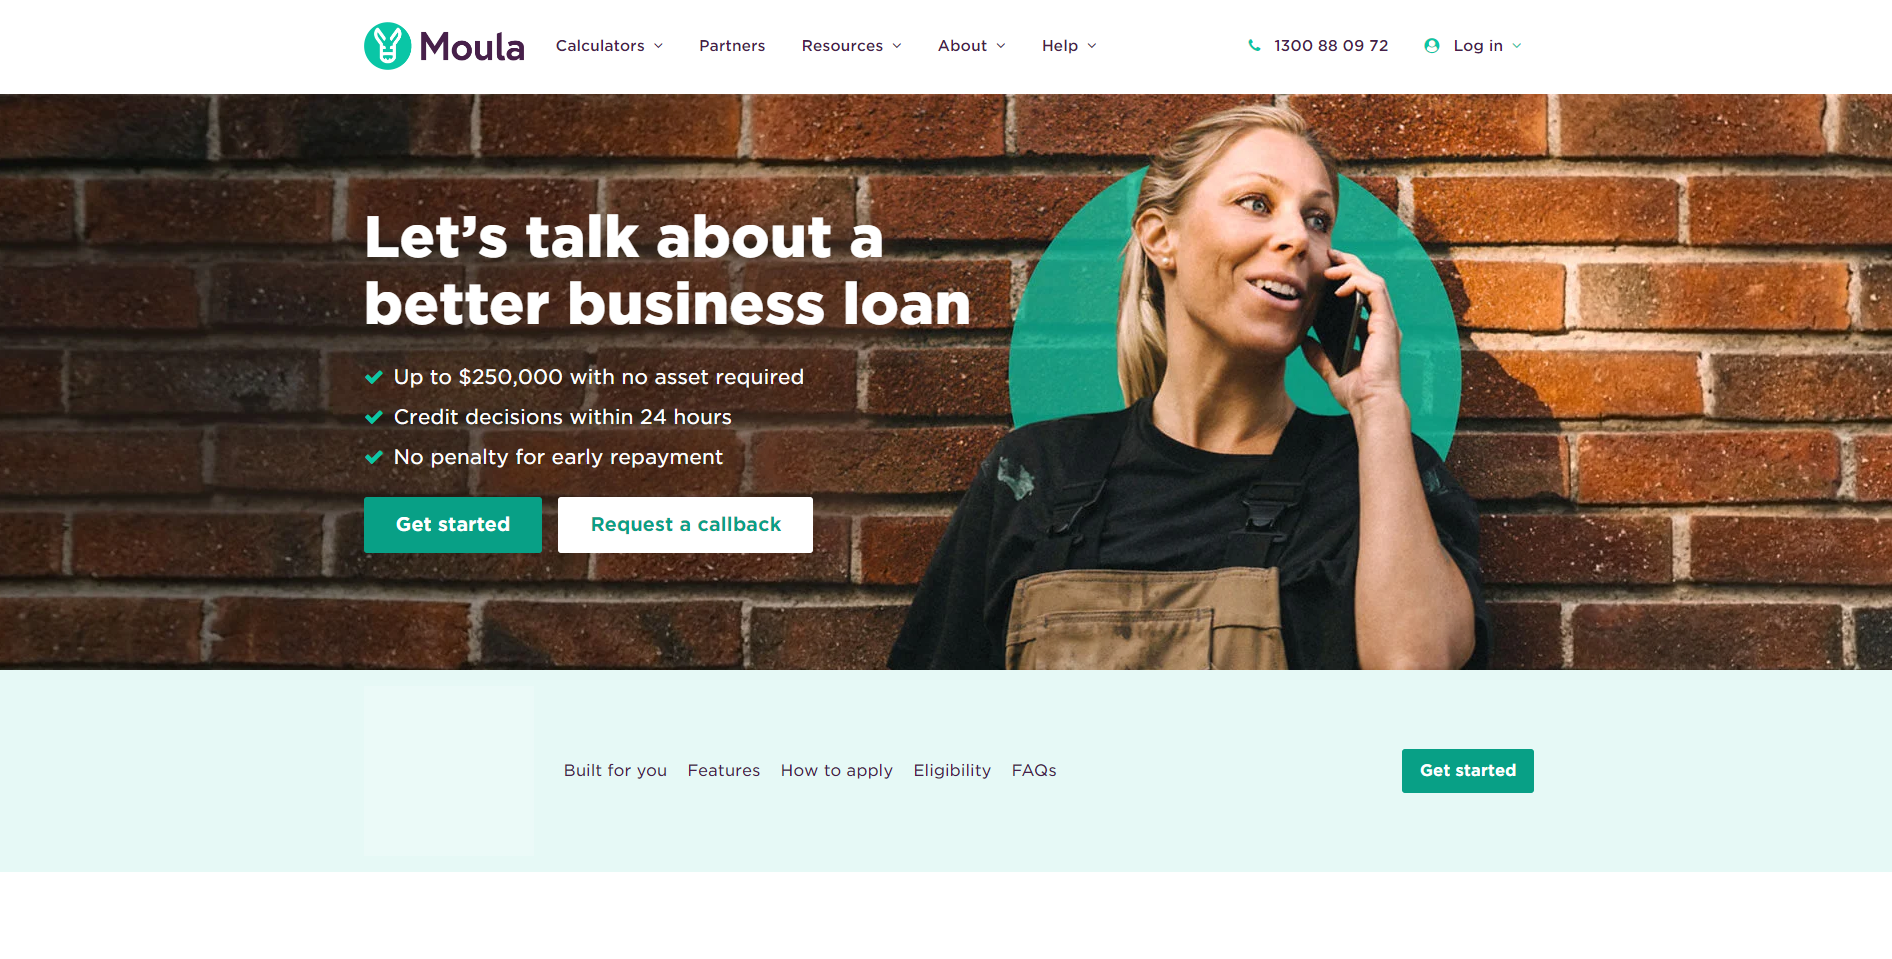 Moula
Calculators
Partners
Resources
About
Help
1300 88 09 72
Log in
Let's talk about a
better business loan
Up to $250,000 with no asset required
Credit decisions within 24 hours
No penalty for early repayment
Get started
Request a callback
Built for you
Features
How to apply
Eligibility
FAQs
Get started